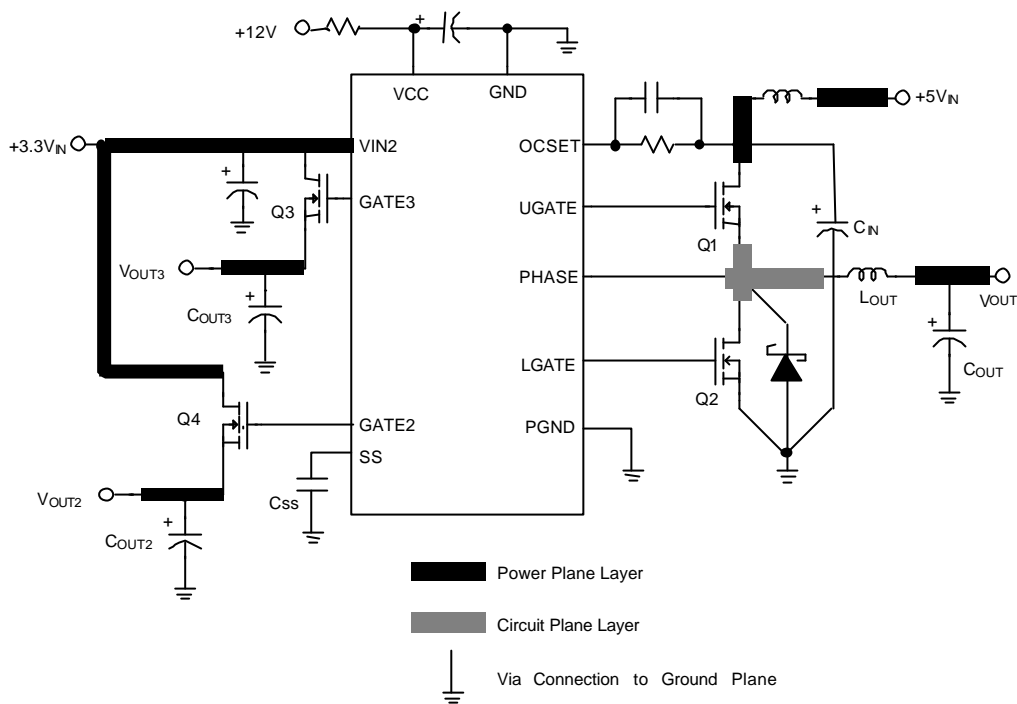 +12V
VCC
GND
+5VIN
+3.3VIN
VIN2
OCSET
+
Q3
GATE3
UGATE
Q1
+
CIN
VOUT3
PHASE
LOUT
VOUT
+
COUT3
+
COUT
LGATE
Q2
Q4
GATE2
PGND
SS
VOUT2
Css
+
COUT2
Power Plane Layer
Circuit Plane Layer
Via Connection to Ground Plane
+